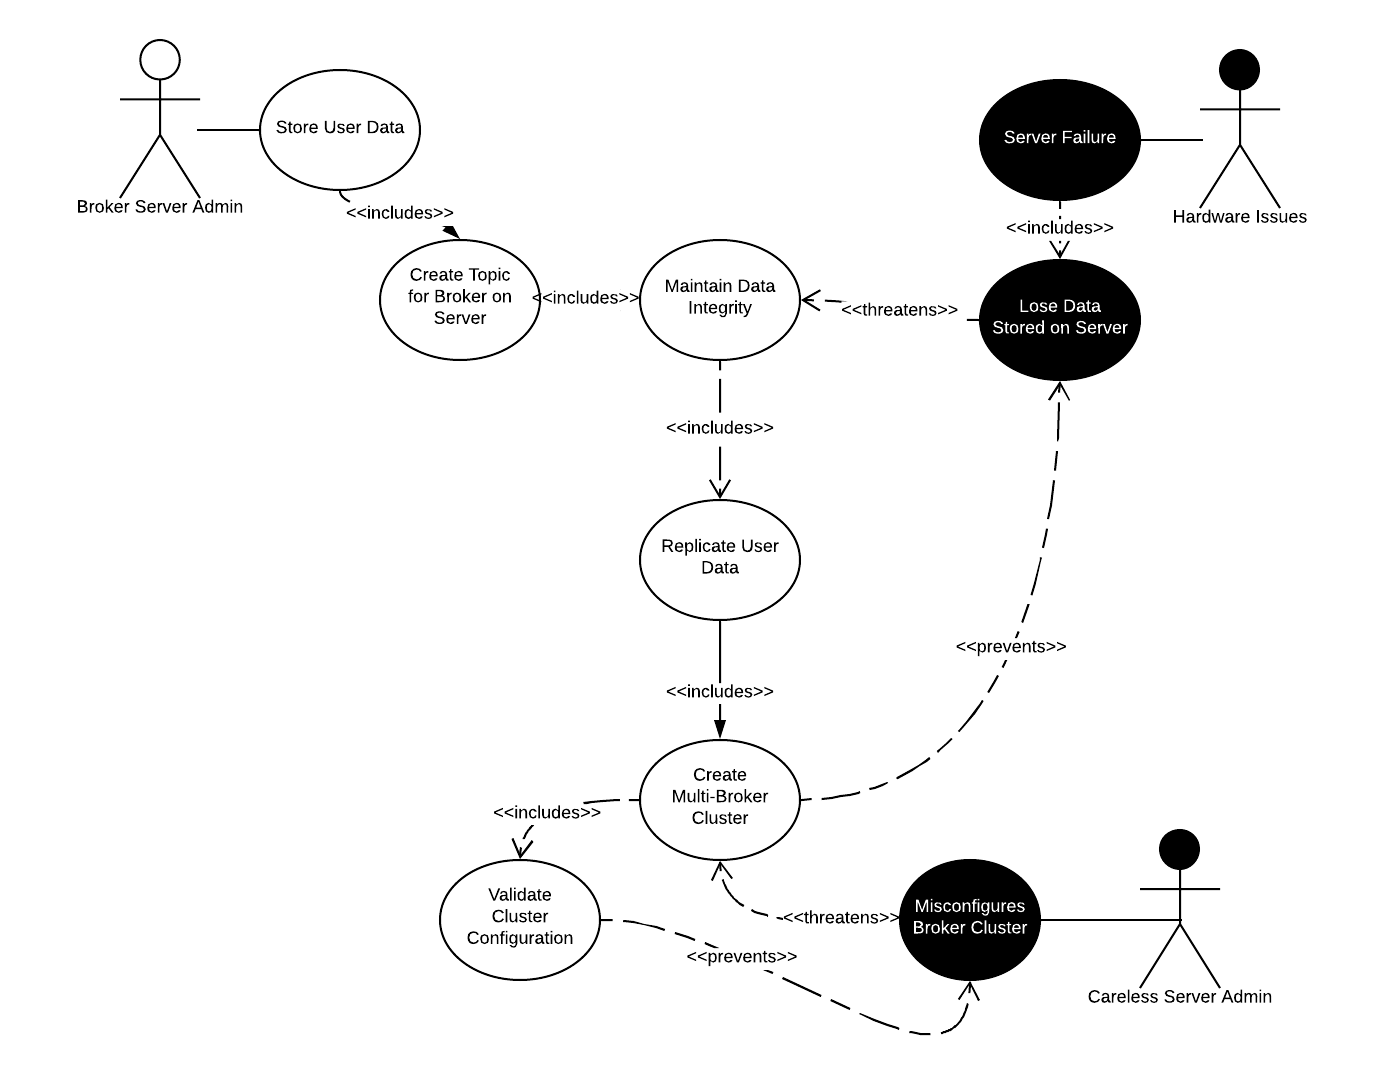 Store User Data
Broker Server Admin
<<includes>>
Server Failure
Hardware Issues
<<includes>>
Create Topic
for Broker on
Server
<<includes>>
Maintain Data
Integrity
<<threatens>>
Lose Data
Stored on Server
<<includes>>
Replicate User
Data
<<prevents>>
<<includes>>
Create
Multi-Broker
Cluster
<<includes>>
Validate
Cluster
Configuration
<<threatens>>
Misconfigures
Broker Cluster
<<prevents>>
Careless Server Admin